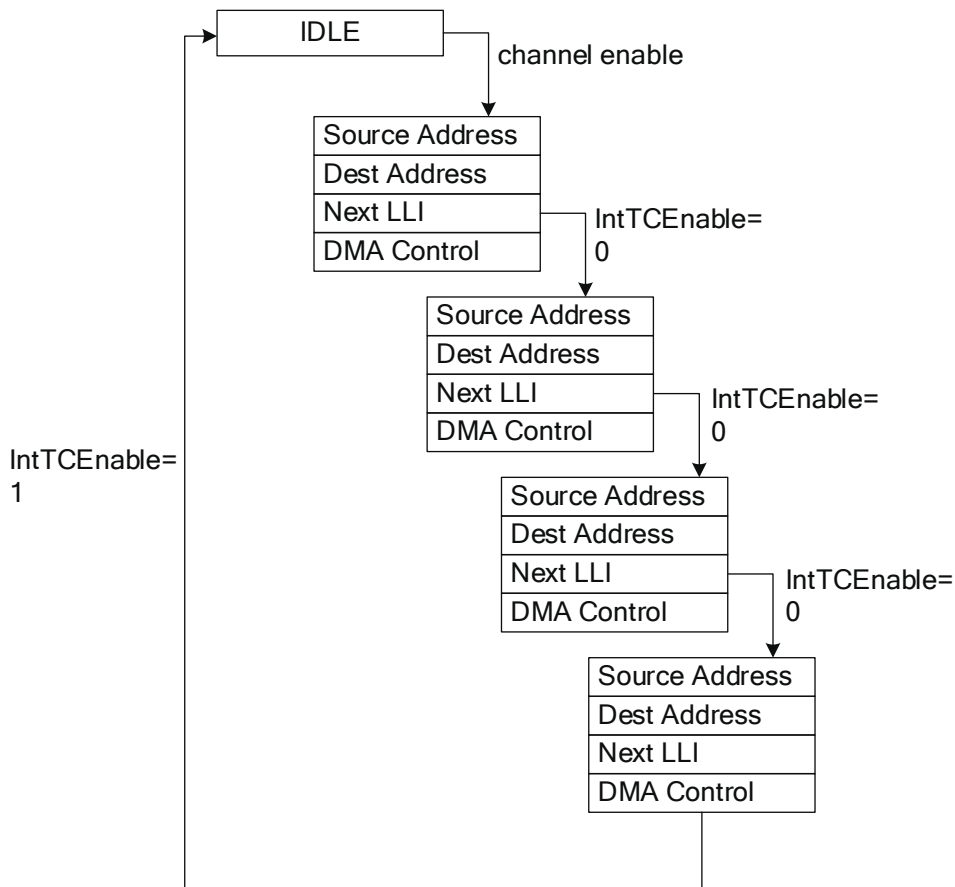 IDLE
channel enable
Source Address
Dest Address
Next LLI
DMA Control
IntTCEnable=
0
Source Address
Dest Address
Next LLI
DMA Control
IntTCEnable=
0
IntTCEnable=
1
Source Address
Dest Address
Next LLI
DMA Control
IntTCEnable=
0
Source Address
Dest Address
Next LLI
DMA Control